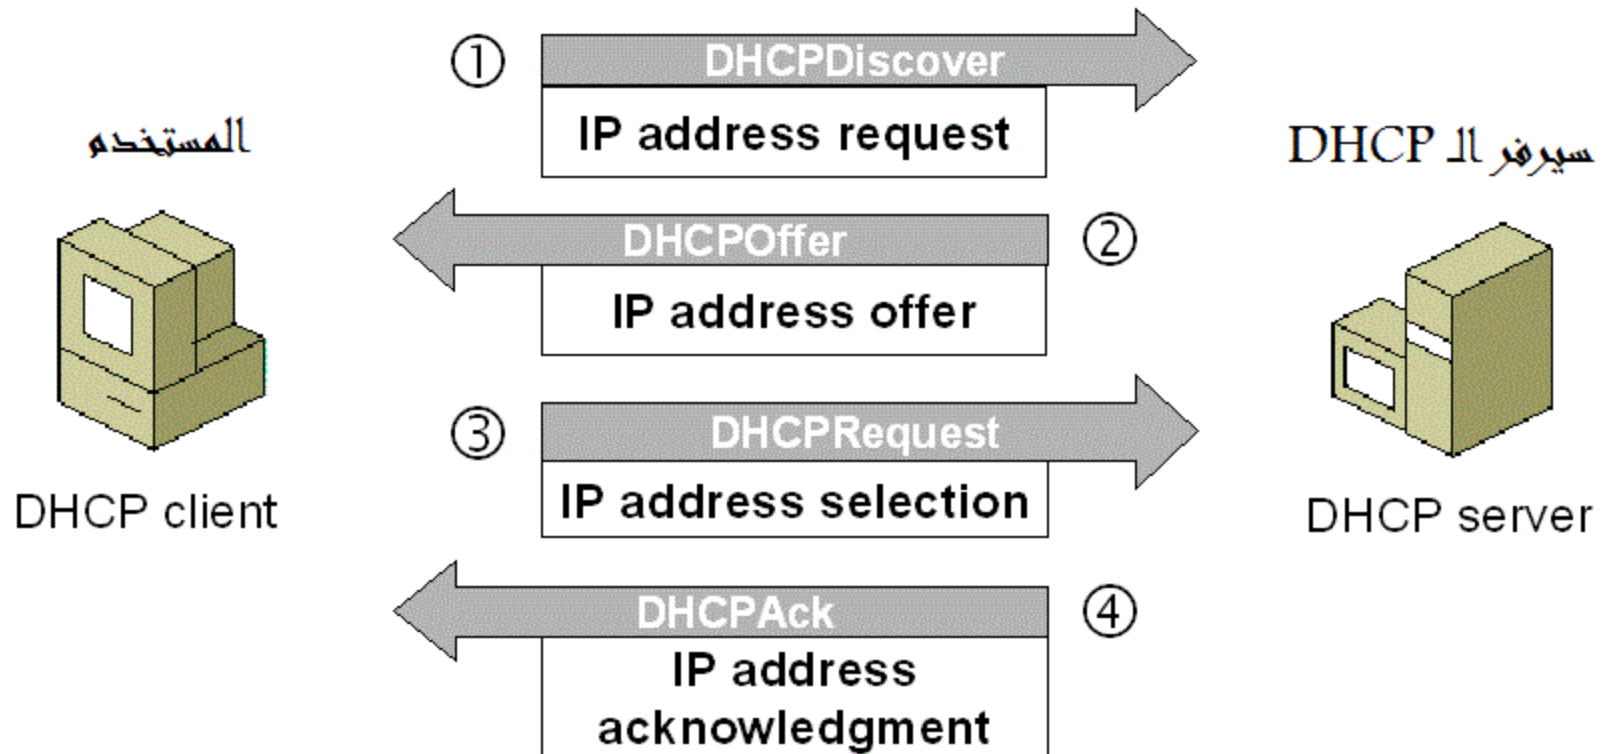 ①
DHCPDiscover
IP address request
المستخدم
سيرفر الـ DHCP
DHCPOffer
②
IP address offer
③
DHCPRequest
IP address selection
DHCP client
DHCP server
DHCPAck
④
IP address
acknowledgment